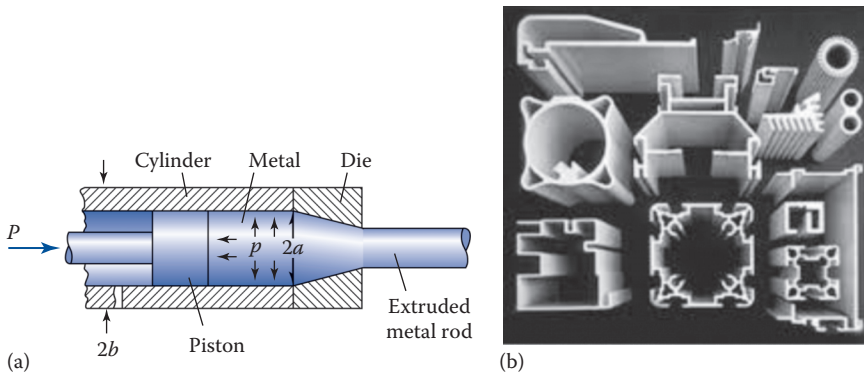 Cylinder
Metal
Die
P
p
2a
2b
Piston
Extruded
metal rod
(a)
(b)